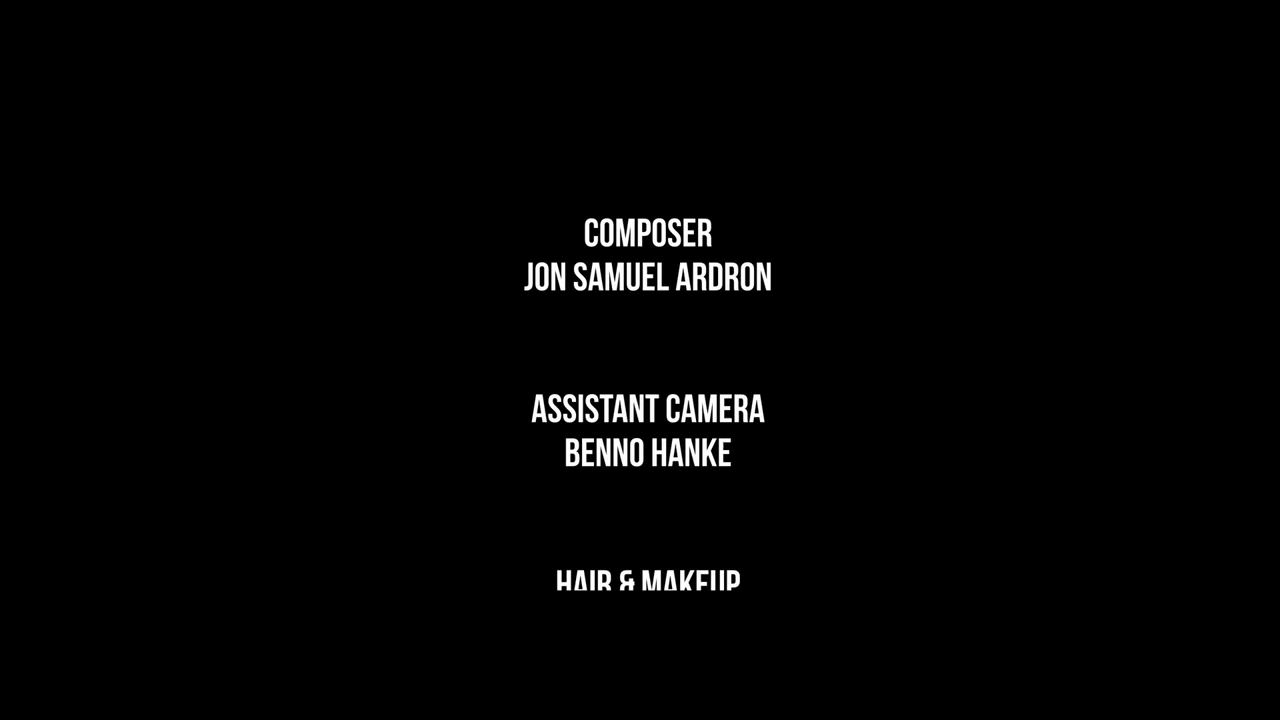 COMPOSER
JON SAMUEL ARDRON
ASSISTANT CAMERA
BENNO HANKE
HAIR & MAKEUP